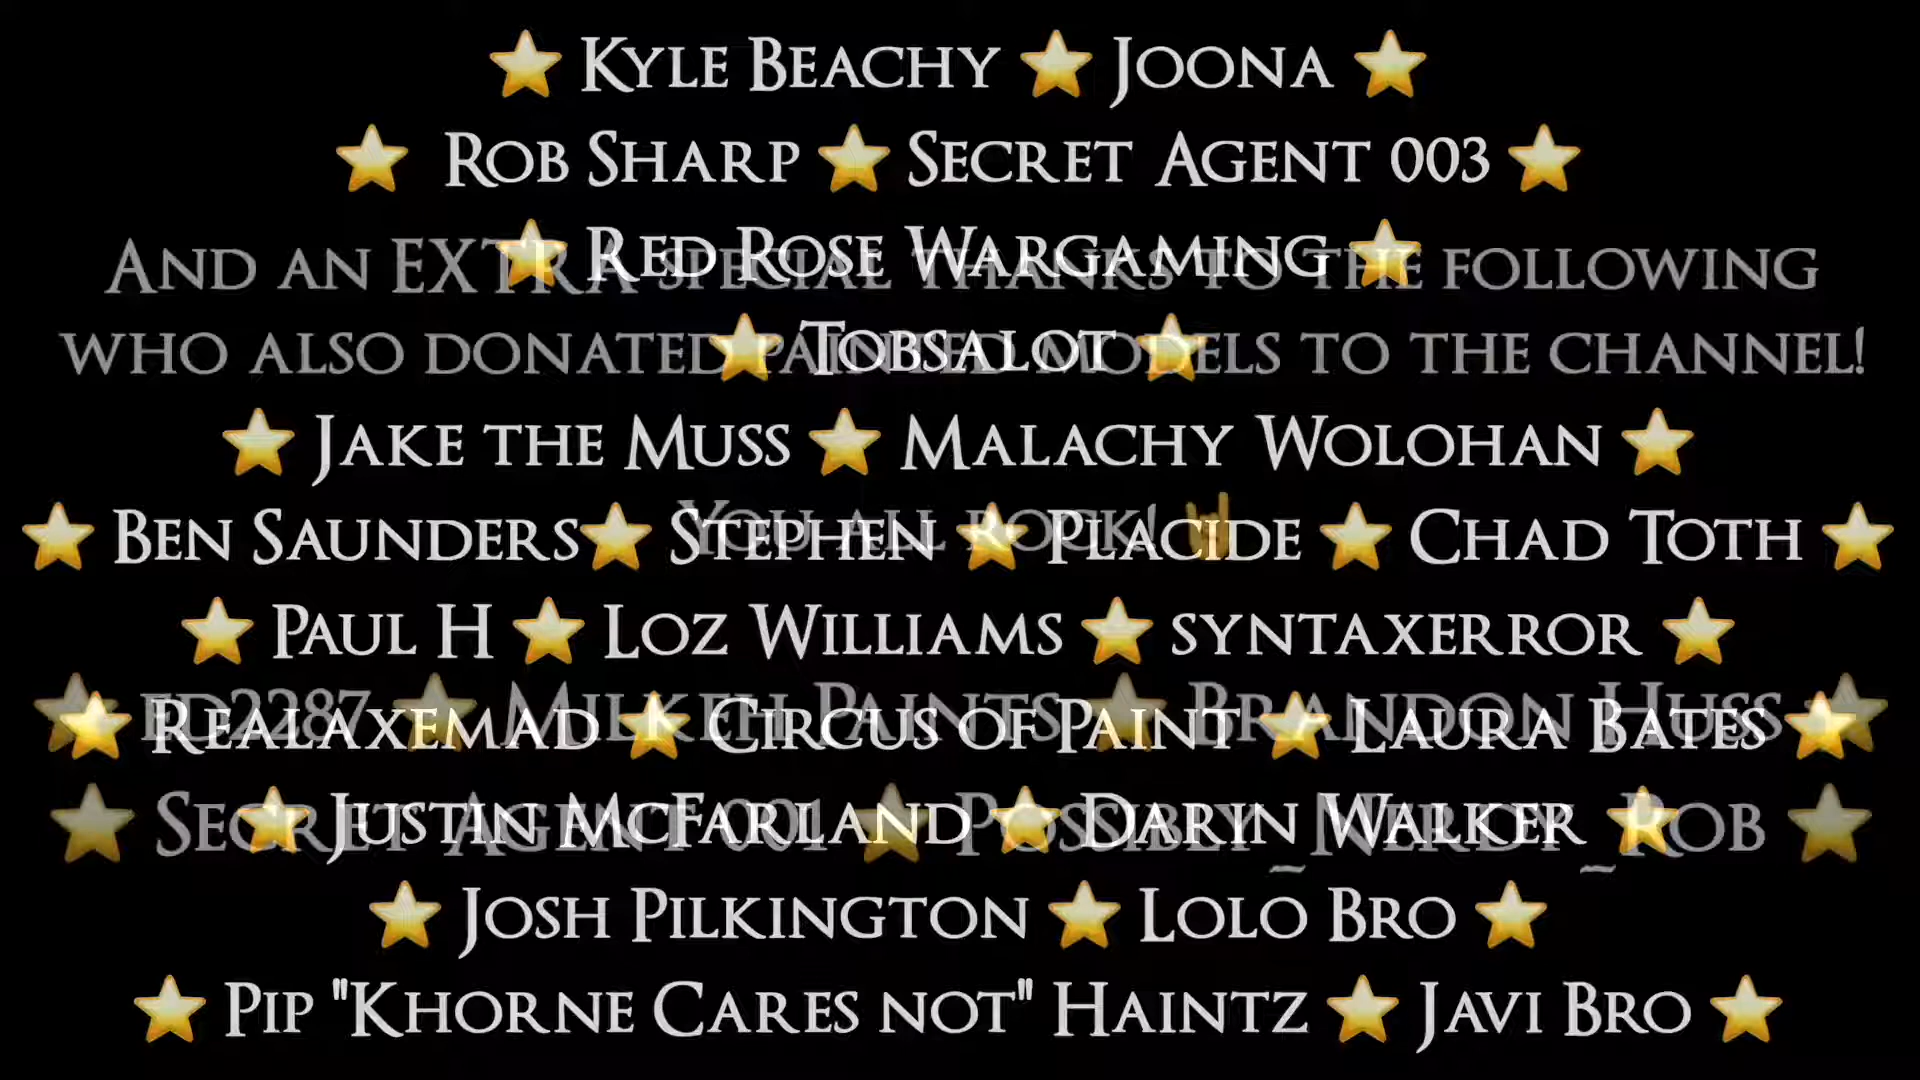 ⭐ Kyle Beachy ⭐ Joona ⭐
⭐ Rob Sharp ⭐ Secret Agent 003 ⭐
⭐ Red Rose Wargaming ⭐
And an EXTRA special thanks to the following
⭐ Tobsalot ⭐
who also donated painted models to the channel!
⭐ Jake the Muss ⭐ Malachy Wolohan ⭐
⭐ Ben Saunders ⭐ Stephen ⭐ Placide ⭐ Chad Toth ⭐
You all rock! 🤘
⭐ Paul H ⭐ Loz Williams ⭐ syntaxerror ⭐
⭐ ed2287 ⭐ Milkeh Paints ⭐ Brandon Huss ⭐
⭐ Realaxemad ⭐ Circus of Paint ⭐ Laura Bates ⭐
⭐ Justin McFarland ⭐ Daryn Walker ⭐
⭐ Secret Agent 001 ⭐ Possibly_Nerdy_Rob ⭐
⭐ Josh Pilkington ⭐ Lolo Bro ⭐
⭐ Pip "Khorne Cares not" Haintz ⭐ Javi Bro ⭐